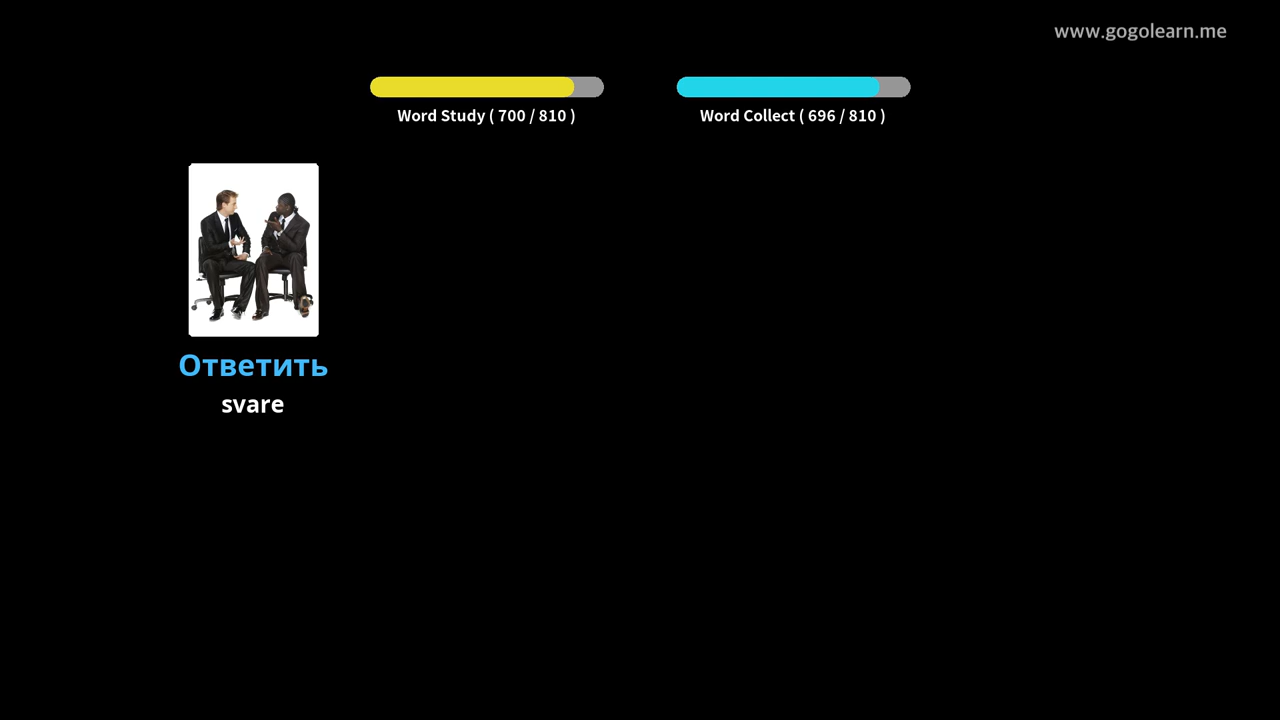 www.gogolearn.me
Word Study ( 700 / 810 )
Word Collect ( 696 / 810 )
Ответить
svare